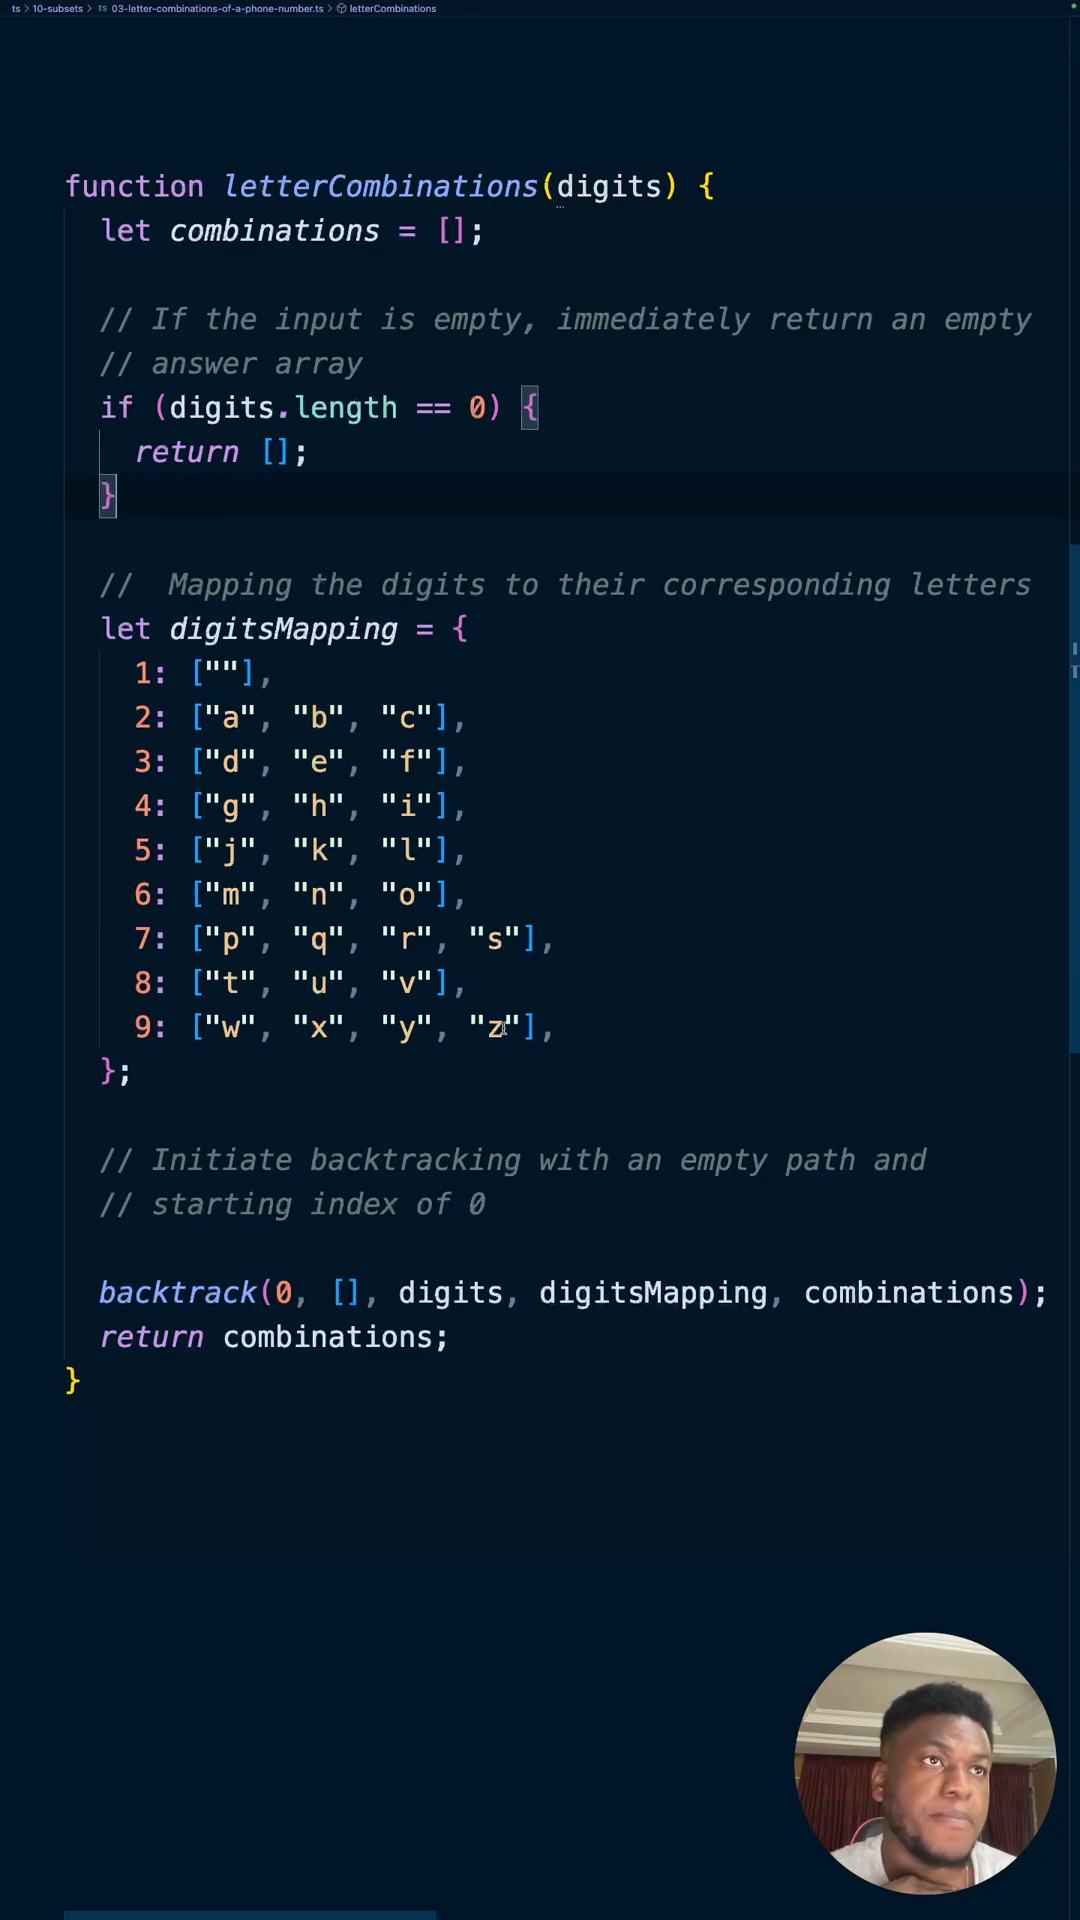 ts > 10-subsets > TS 03-letter-combinations-of-a-phone-number.ts > letterCombinations
function letterCombinations(digits) {
let combinations = [];
// If the input is empty, immediately return an empty
// answer array
if (digits.length == 0) {
return [];
}
//  Mapping the digits to their corresponding letters
let digitsMapping = {
1: [""],
2: ["a", "b", "c"],
3: ["d", "e", "f"],
4: ["g", "h", "i"],
5: ["j", "k", "l"],
6: ["m", "n", "o"],
7: ["p", "q", "r", "s"],
8: ["t", "u", "v"],
9: ["w", "x", "y", "z"],
};
// Initiate backtracking with an empty path and
// starting index of 0
backtrack(0, [], digits, digitsMapping, combinations);
return combinations;
}